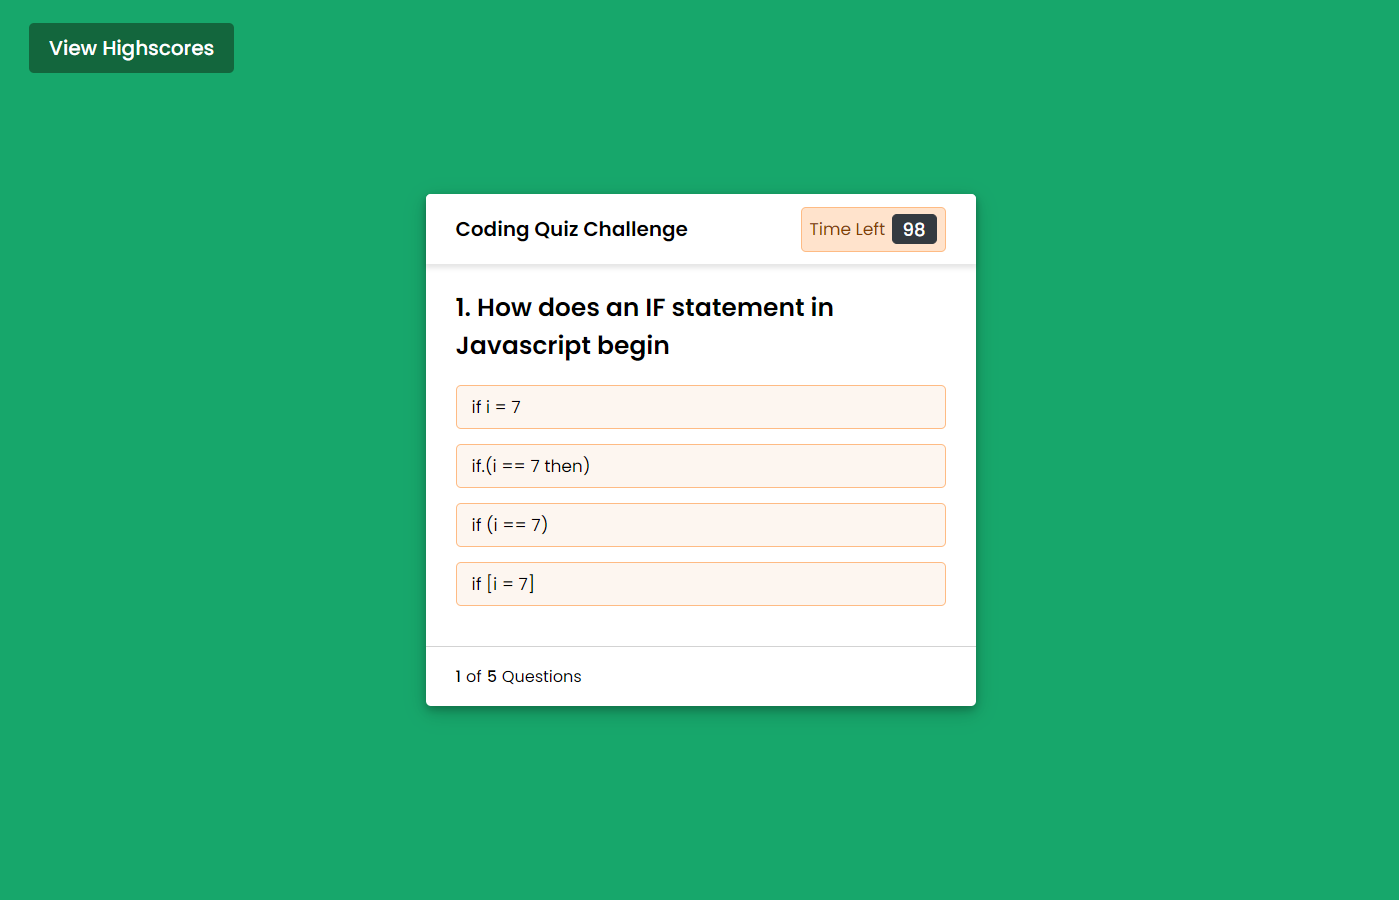 View Highscores
Coding Quiz Challenge
Time Left 98
1. How does an IF statement in
Javascript begin
if i = 7
if.(i == 7 then)
if (i == 7)
if [i = 7]
1 of 5 Questions